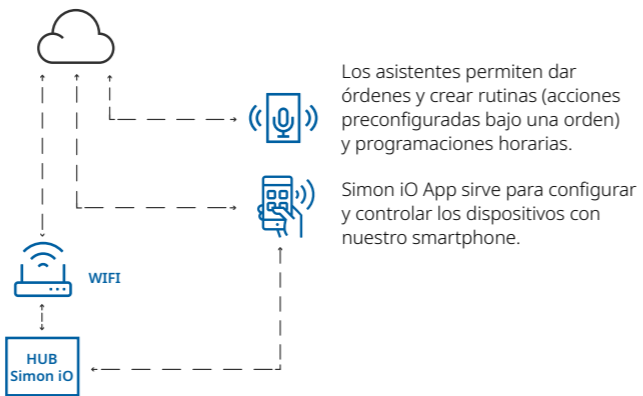 Los asistentes permiten dar
órdenes y crear rutinas (acciones
preconfiguradas bajo una orden)
y programaciones horarias.
Simon iO App sirve para configurar
y controlar los dispositivos con
nuestro smartphone.
WIFI
HUB
Simon iO